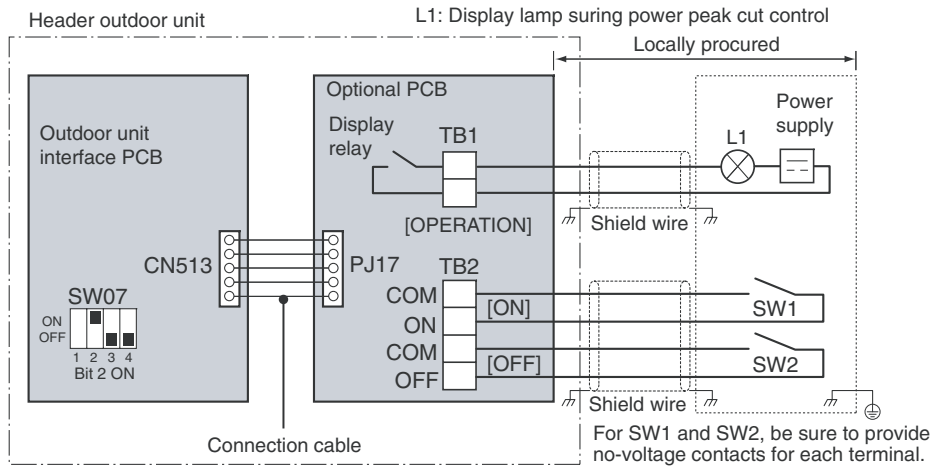 Header outdoor unit
L1: Display lamp suring power peak cut control
Locally procured
Outdoor unit
interface PCB
Optional PCB
Display
relay
TB1
[OPERATION]
Power
supply
L1
Shield wire
CN513
PJ17
TB2
COM
[ON]
ON
COM
[OFF]
OFF
SW1
SW2
SW07
ON
OFF
1 2 3 4
Bit 2 ON
Shield wire
Connection cable
For SW1 and SW2, be sure to provide
no-voltage contacts for each terminal.